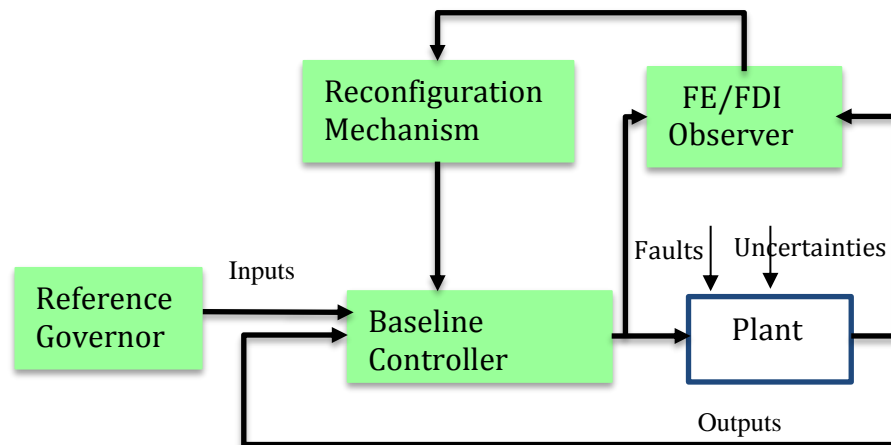 Reconfiguration
Mechanism
FE/FDI
Observer
Faults
Uncertainties
Inputs
Reference
Governor
Baseline
Controller
Plant
Outputs